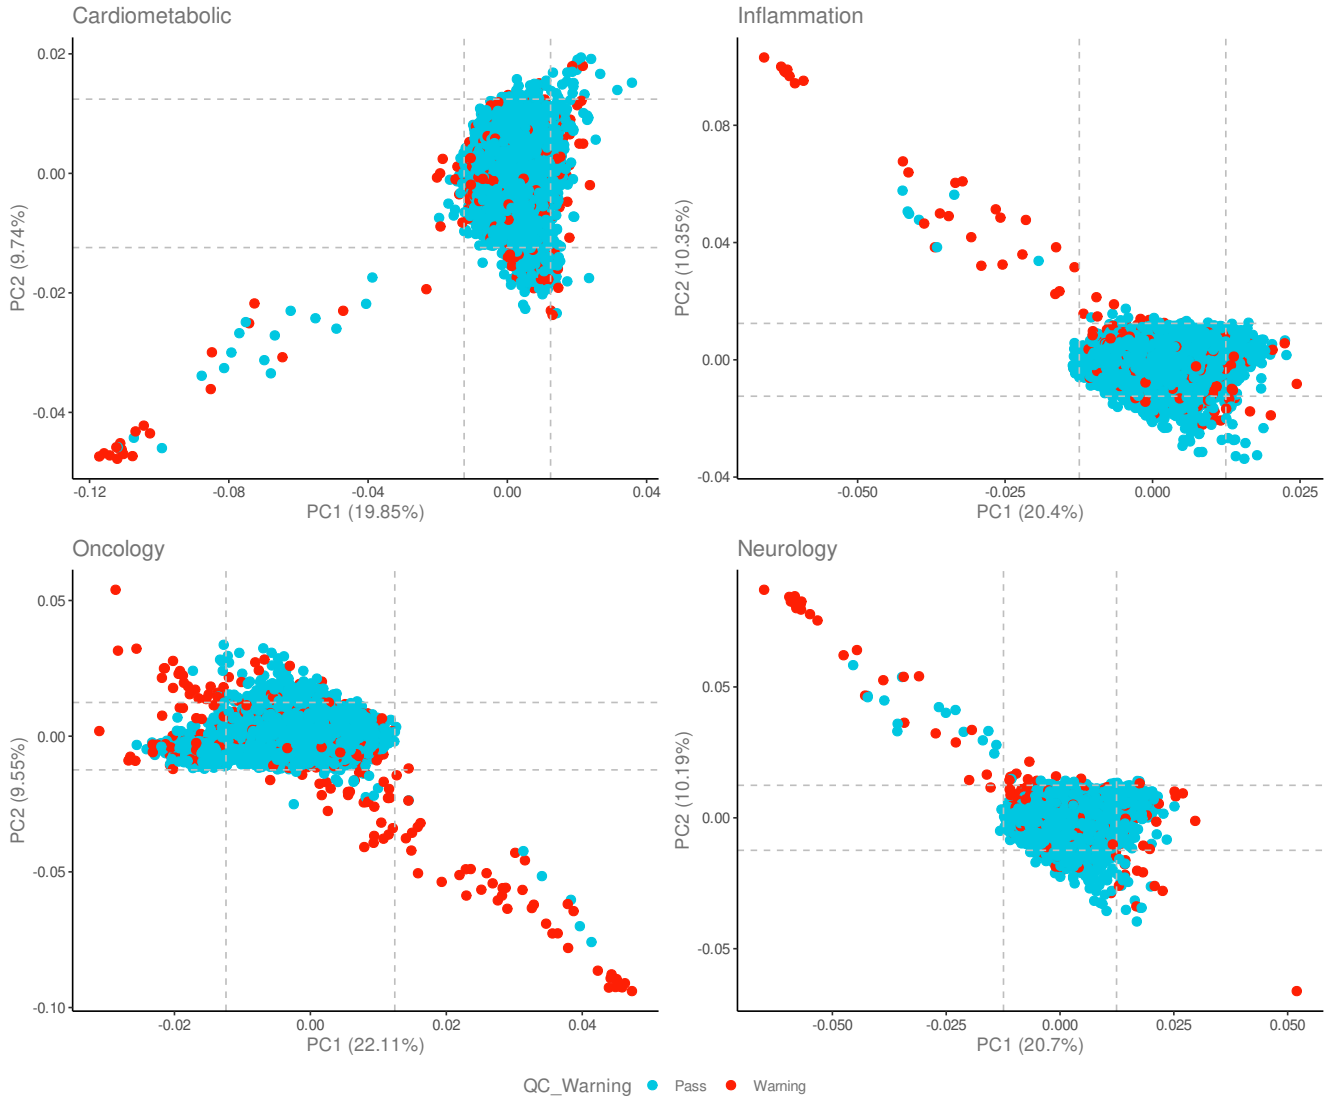 Cardiometabolic
0.02
0.00
-0.02
-0.04
PC2 (9.74%)
-0.12 -0.08 -0.04 0.00 0.04
PC1 (19.85%)
Inflammation
0.08
0.04
0.00
-0.04
PC2 (10.35%)
-0.050 -0.025 0.000 0.025
PC1 (20.4%)
Oncology
0.05
0.00
-0.05
-0.10
PC2 (9.55%)
-0.02 0.00 0.02 0.04
PC1 (22.11%)
Neurology
0.05
0.00
-0.05
PC2 (10.19%)
-0.050 -0.025 0.000 0.025 0.050
PC1 (20.7%)
QC_Warning Pass Warning